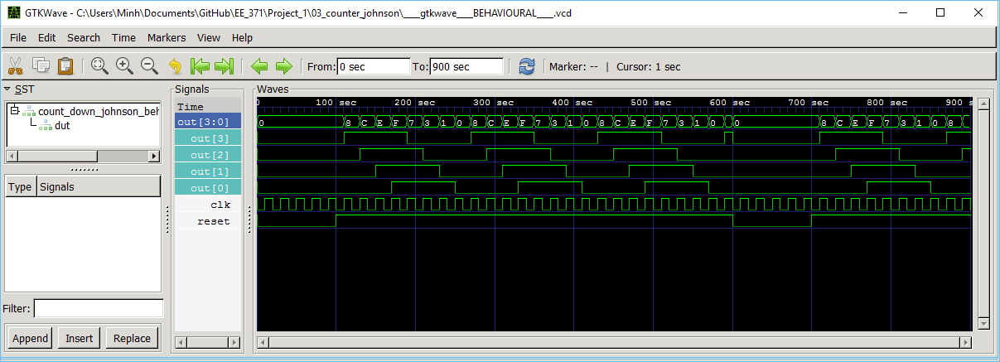 GTKWave - C:\Users\Minh\Documents\GitHub\EE_371\Project_1\03_counter_johnson\___gtkwave___BEHAVIOURAL___.vcd
File Edit Search Time Markers View Help
From: 0 sec To: 900 sec Marker: -- | Cursor: 1 sec
SST
count_down_johnson_beh
dut
Type Signals
Filter:
Append Insert Replace
Signals
Time
out[3:0]
out[3]
out[2]
out[1]
out[0]
clk
reset
Waves
0 100 sec 200 sec 300 sec 400 sec 500 sec 600 sec 700 sec 800 sec 900 s
0 8 C E F 7 3 1 0 8 C E F 7 3 1 0 8 C E F 7 3 1 0 0 8 C E F 7 3 1 0 8